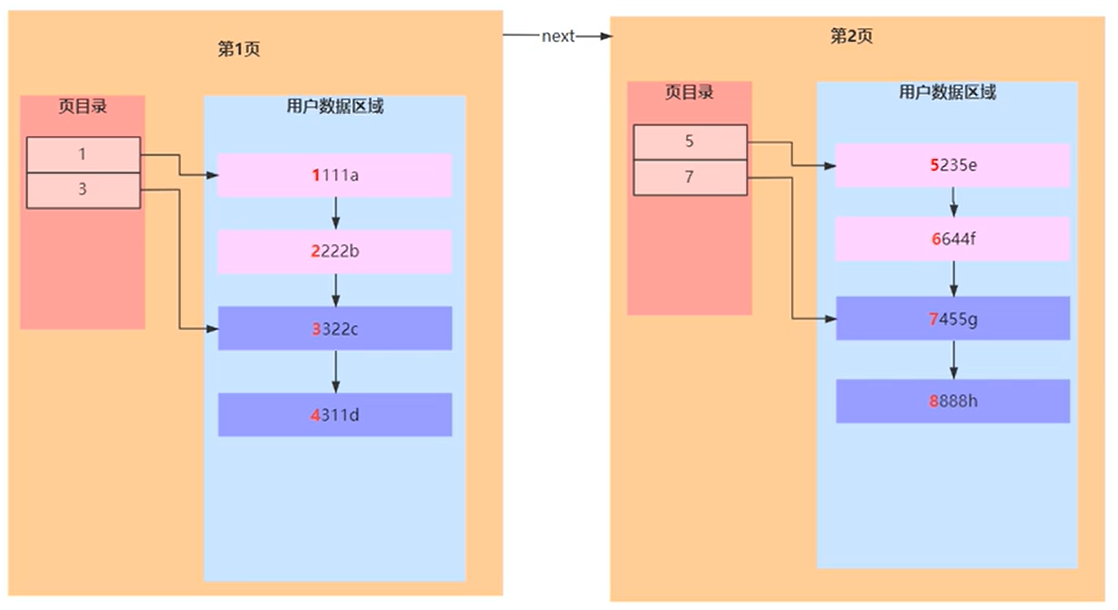 第1页
页目录
1
3
用户数据区域
1111a
2222b
3322c
4311d
next
第2页
页目录
5
7
用户数据区域
5235e
6644f
7455g
8888h